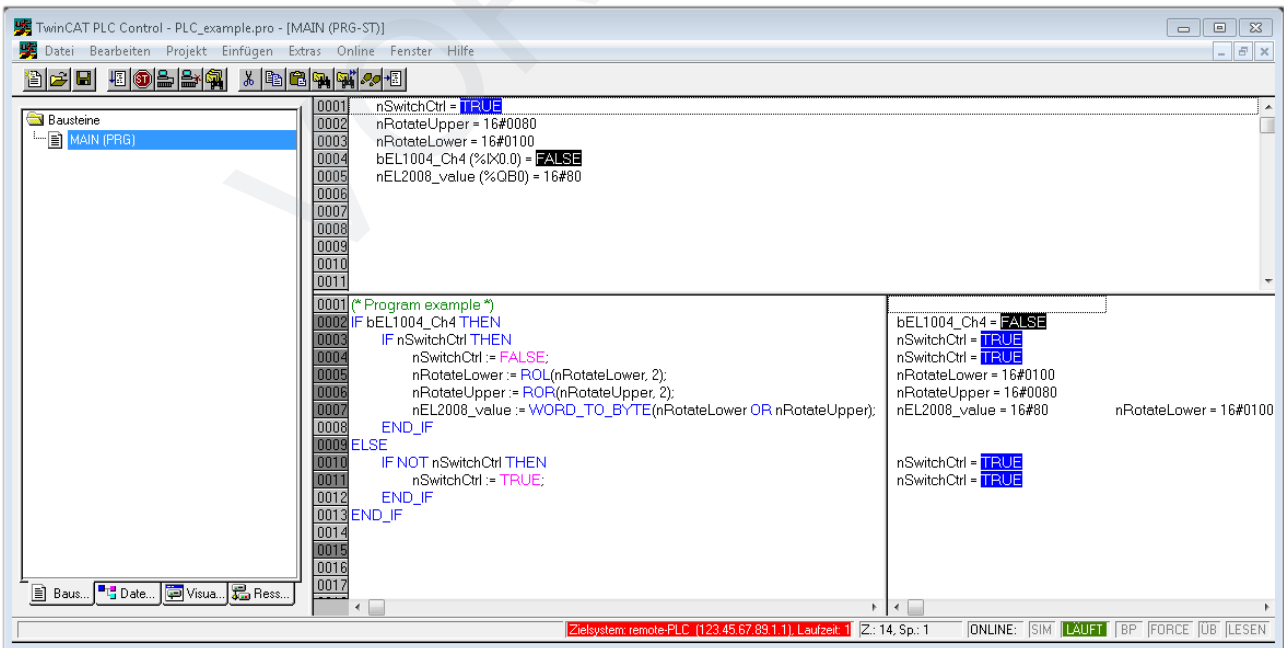 TwinCAT PLC Control - PLC_example.pro - [MAIN (PRG-ST)]
Datei Bearbeiten Projekt Einfügen Extras Online Fenster Hilfe
Bausteine
MAIN (PRG)
0001 nSwitchCtrl = TRUE
0002 nRotateUpper = 16#0080
0003 nRotateLower = 16#0100
0004 bEL1004_Ch4 (%IX0.0) = FALSE
0005 nEL2008_value (%QB0) = 16#80
0006
0007
0008
0009
0010
0011
0001 (* Program example *)
0002 IF bEL1004_Ch4 THEN bEL1004_Ch4 = FALSE
0003 IF nSwitchCtrl THEN nSwitchCtrl = TRUE
0004 nSwitchCtrl := FALSE; nSwitchCtrl = TRUE
0005 nRotateLower := ROL(nRotateLower, 2); nRotateLower = 16#0100
0006 nRotateUpper := ROR(nRotateUpper, 2); nRotateUpper = 16#0080
0007 nEL2008_value := WORD_TO_BYTE(nRotateLower OR nRotateUpper); nEL2008_value = 16#80 nRotateLower = 16#0100
0008 END_IF
0009 ELSE
0010 IF NOT nSwitchCtrl THEN nSwitchCtrl = TRUE
0011 nSwitchCtrl := TRUE; nSwitchCtrl = TRUE
0012 END_IF
0013 END_IF
0014
0015
0016
0017
Baus... Date... Visua... Ress...
Zielsystem: remote-PLC (123.45.67.89.1.1), Laufzeit: 1 Z.: 14, Sp.: 1 ONLINE: SIM LÄUFT BP FORCE ÜB LESEN